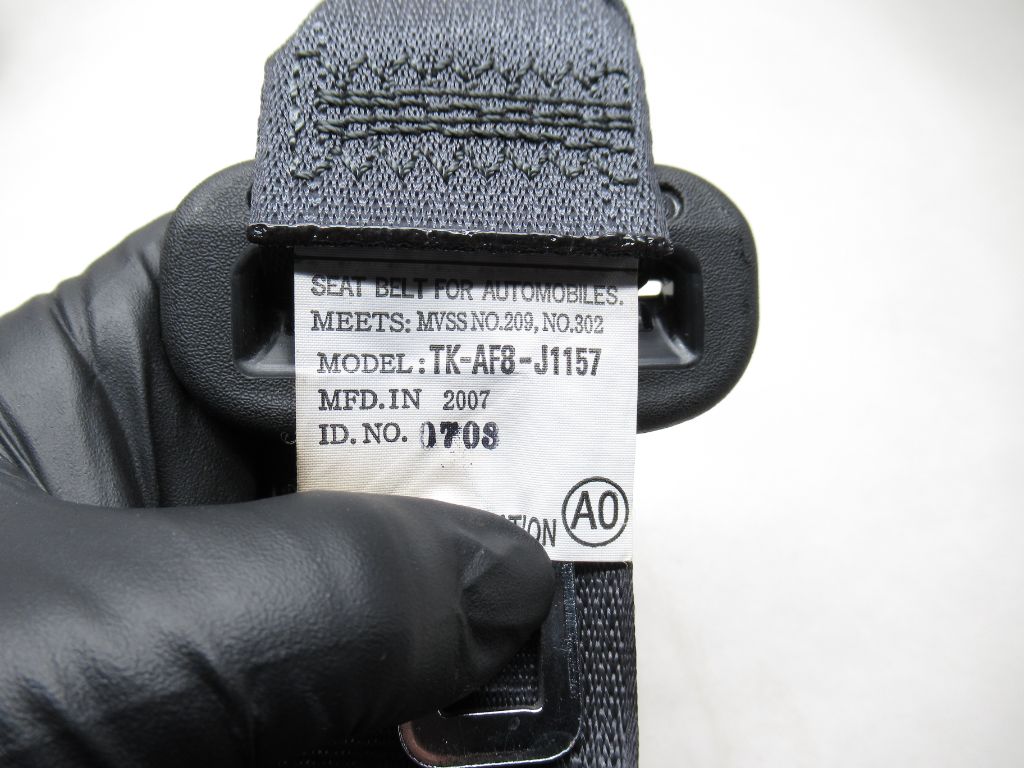 SEAT BELT FOR AUTOMOBILES.
MEETS: MVSS NO.209, NO.302
MODEL: TK-AF8-J1157
MFD.IN 2007
ID.NO. 0708
A0